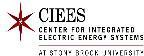 CIEES
CENTER FOR INTEGRATED
ELECTRIC ENERGY SYSTEMS
AT STONY BROOK UNIVERSITY